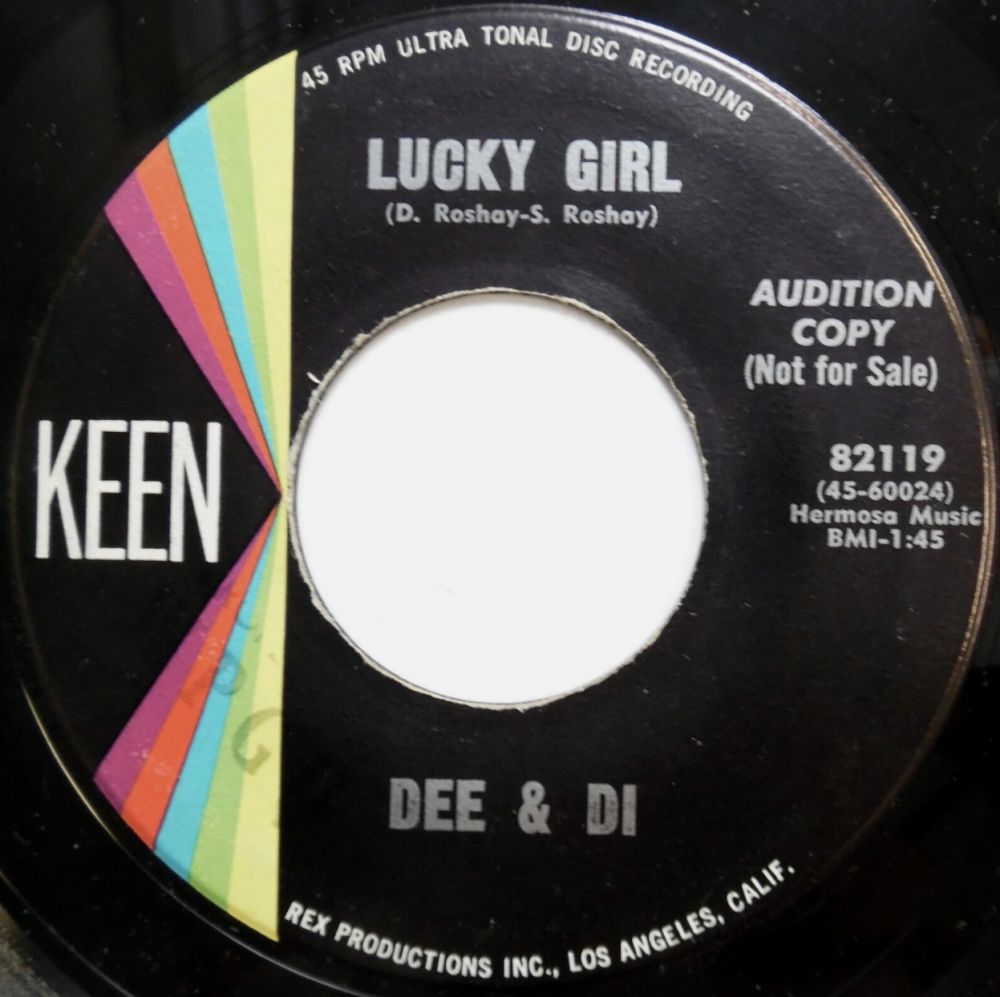 45 RPM ULTRA TONAL DISC RECORDING
LUCKY GIRL
(D. Roshay-S. Roshay)
AUDITION
COPY
(Not for Sale)
KEEN
82119
(45-60024)
Hermosa Music
BMI-1:45
DEE & DI
REX PRODUCTIONS INC., LOS ANGELES, CALIF.